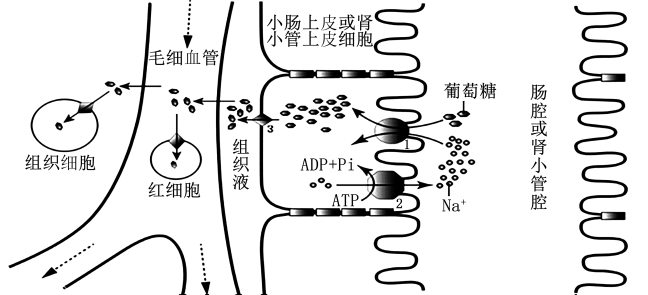 小肠上皮或肾
小管上皮细胞
毛细血管
葡萄糖
肠腔或肾小管腔
组织细胞
红细胞
组织液
3
1
ADP+Pi
ATP
2
Na⁺